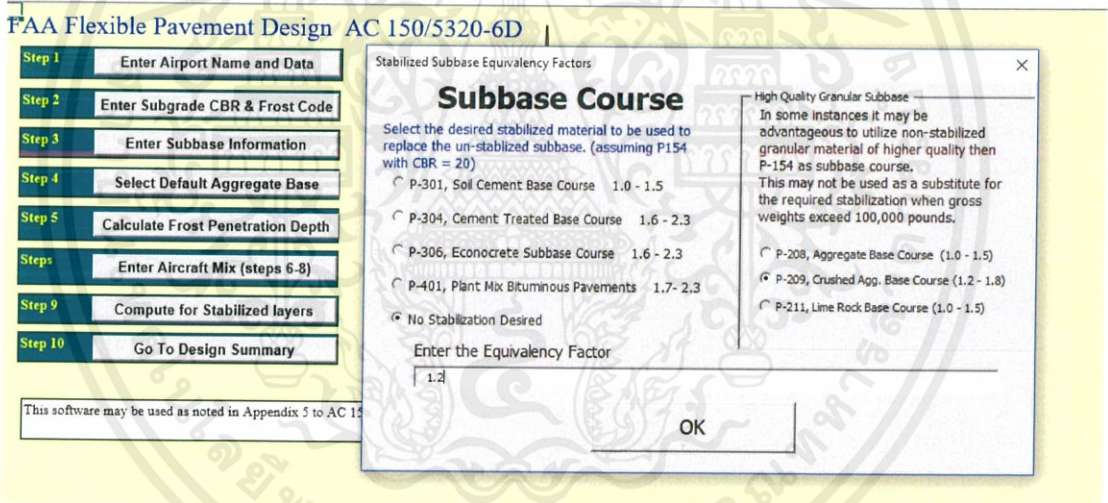 FAA Flexible Pavement Design AC 150/5320-6D
Step 1
Enter Airport Name and Data
Step 2
Enter Subgrade CBR & Frost Code
Step 3
Enter Subbase Information
Step 4
Select Default Aggregate Base
Step 5
Calculate Frost Penetration Depth
Steps
Enter Aircraft Mix (steps 6-8)
Step 9
Compute for Stabilized layers
Step 10
Go To Design Summary
This software may be used as noted in Appendix 5 to AC 15
Stabilized Subbase Equivalency Factors
Subbase Course
Select the desired stabilized material to be used to
replace the un-stablized subbase. (assuming P154
with CBR = 20)
P-301, Soil Cement Base Course 1.0 - 1.5
P-304, Cement Treated Base Course 1.6 - 2.3
P-306, Econocrete Subbase Course 1.6 - 2.3
P-401, Plant Mix Bituminous Pavements 1.7- 2.3
No Stabilization Desired
Enter the Equivalency Factor
1.2
High Quality Granular Subbase
In some instances it may be
advantageous to utilize non-stabilized
granular material of higher quality then
P-154 as subbase course.
This may not be used as a substitute for
the required stabilization when gross
weights exceed 100,000 pounds.
P-208, Aggregate Base Course (1.0 - 1.5)
P-209, Crushed Agg. Base Course (1.2 - 1.8)
P-211, Lime Rock Base Course (1.0 - 1.5)
OK